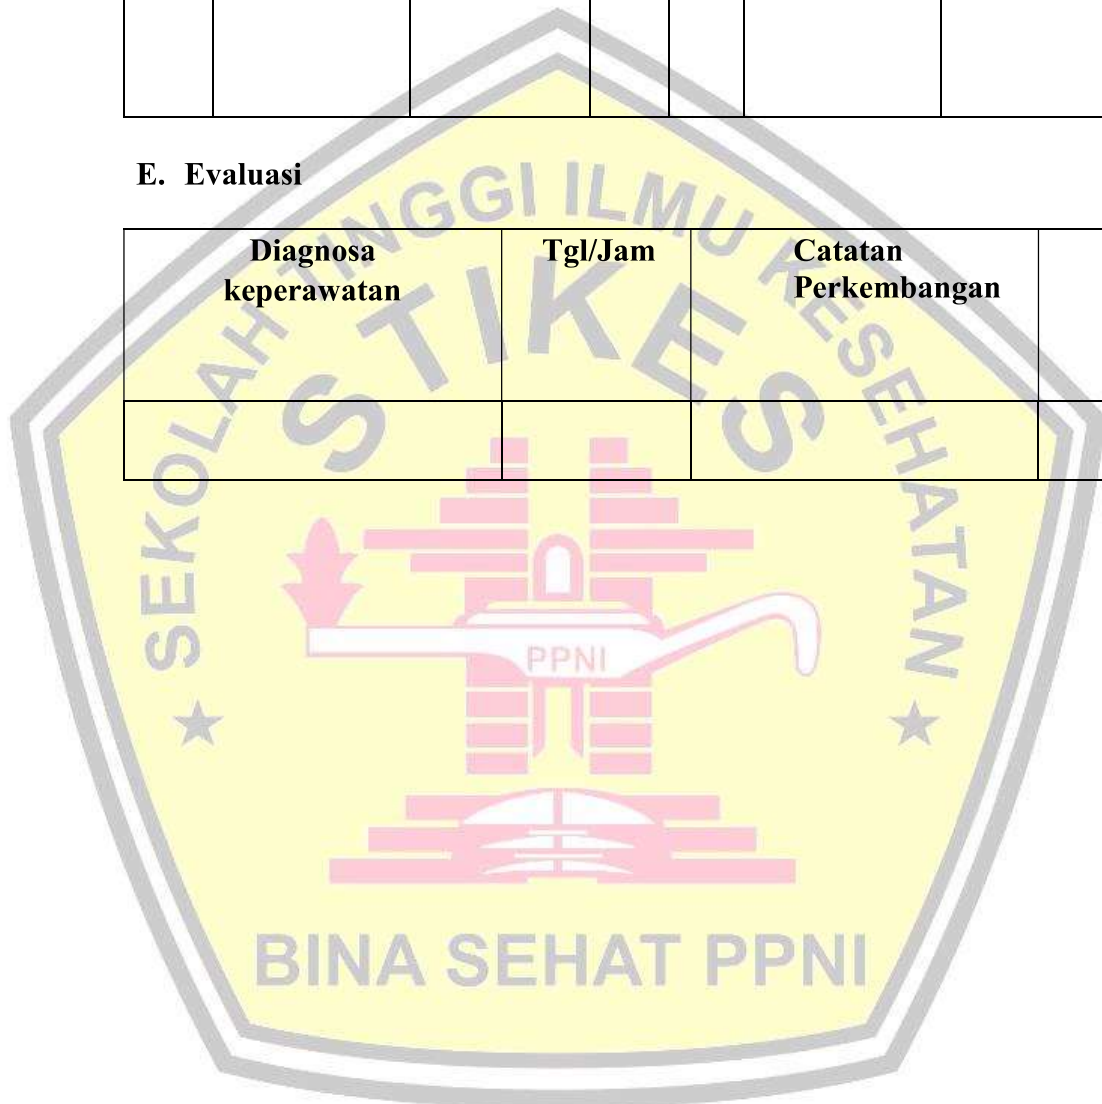 E. Evaluasi
Diagnosa
keperawatan
Tgl/Jam
Catatan
Perkembangan
SEKOLAH TINGGI ILMU KESEHATAN
STIKES
PPNI
BINA SEHAT PPNI